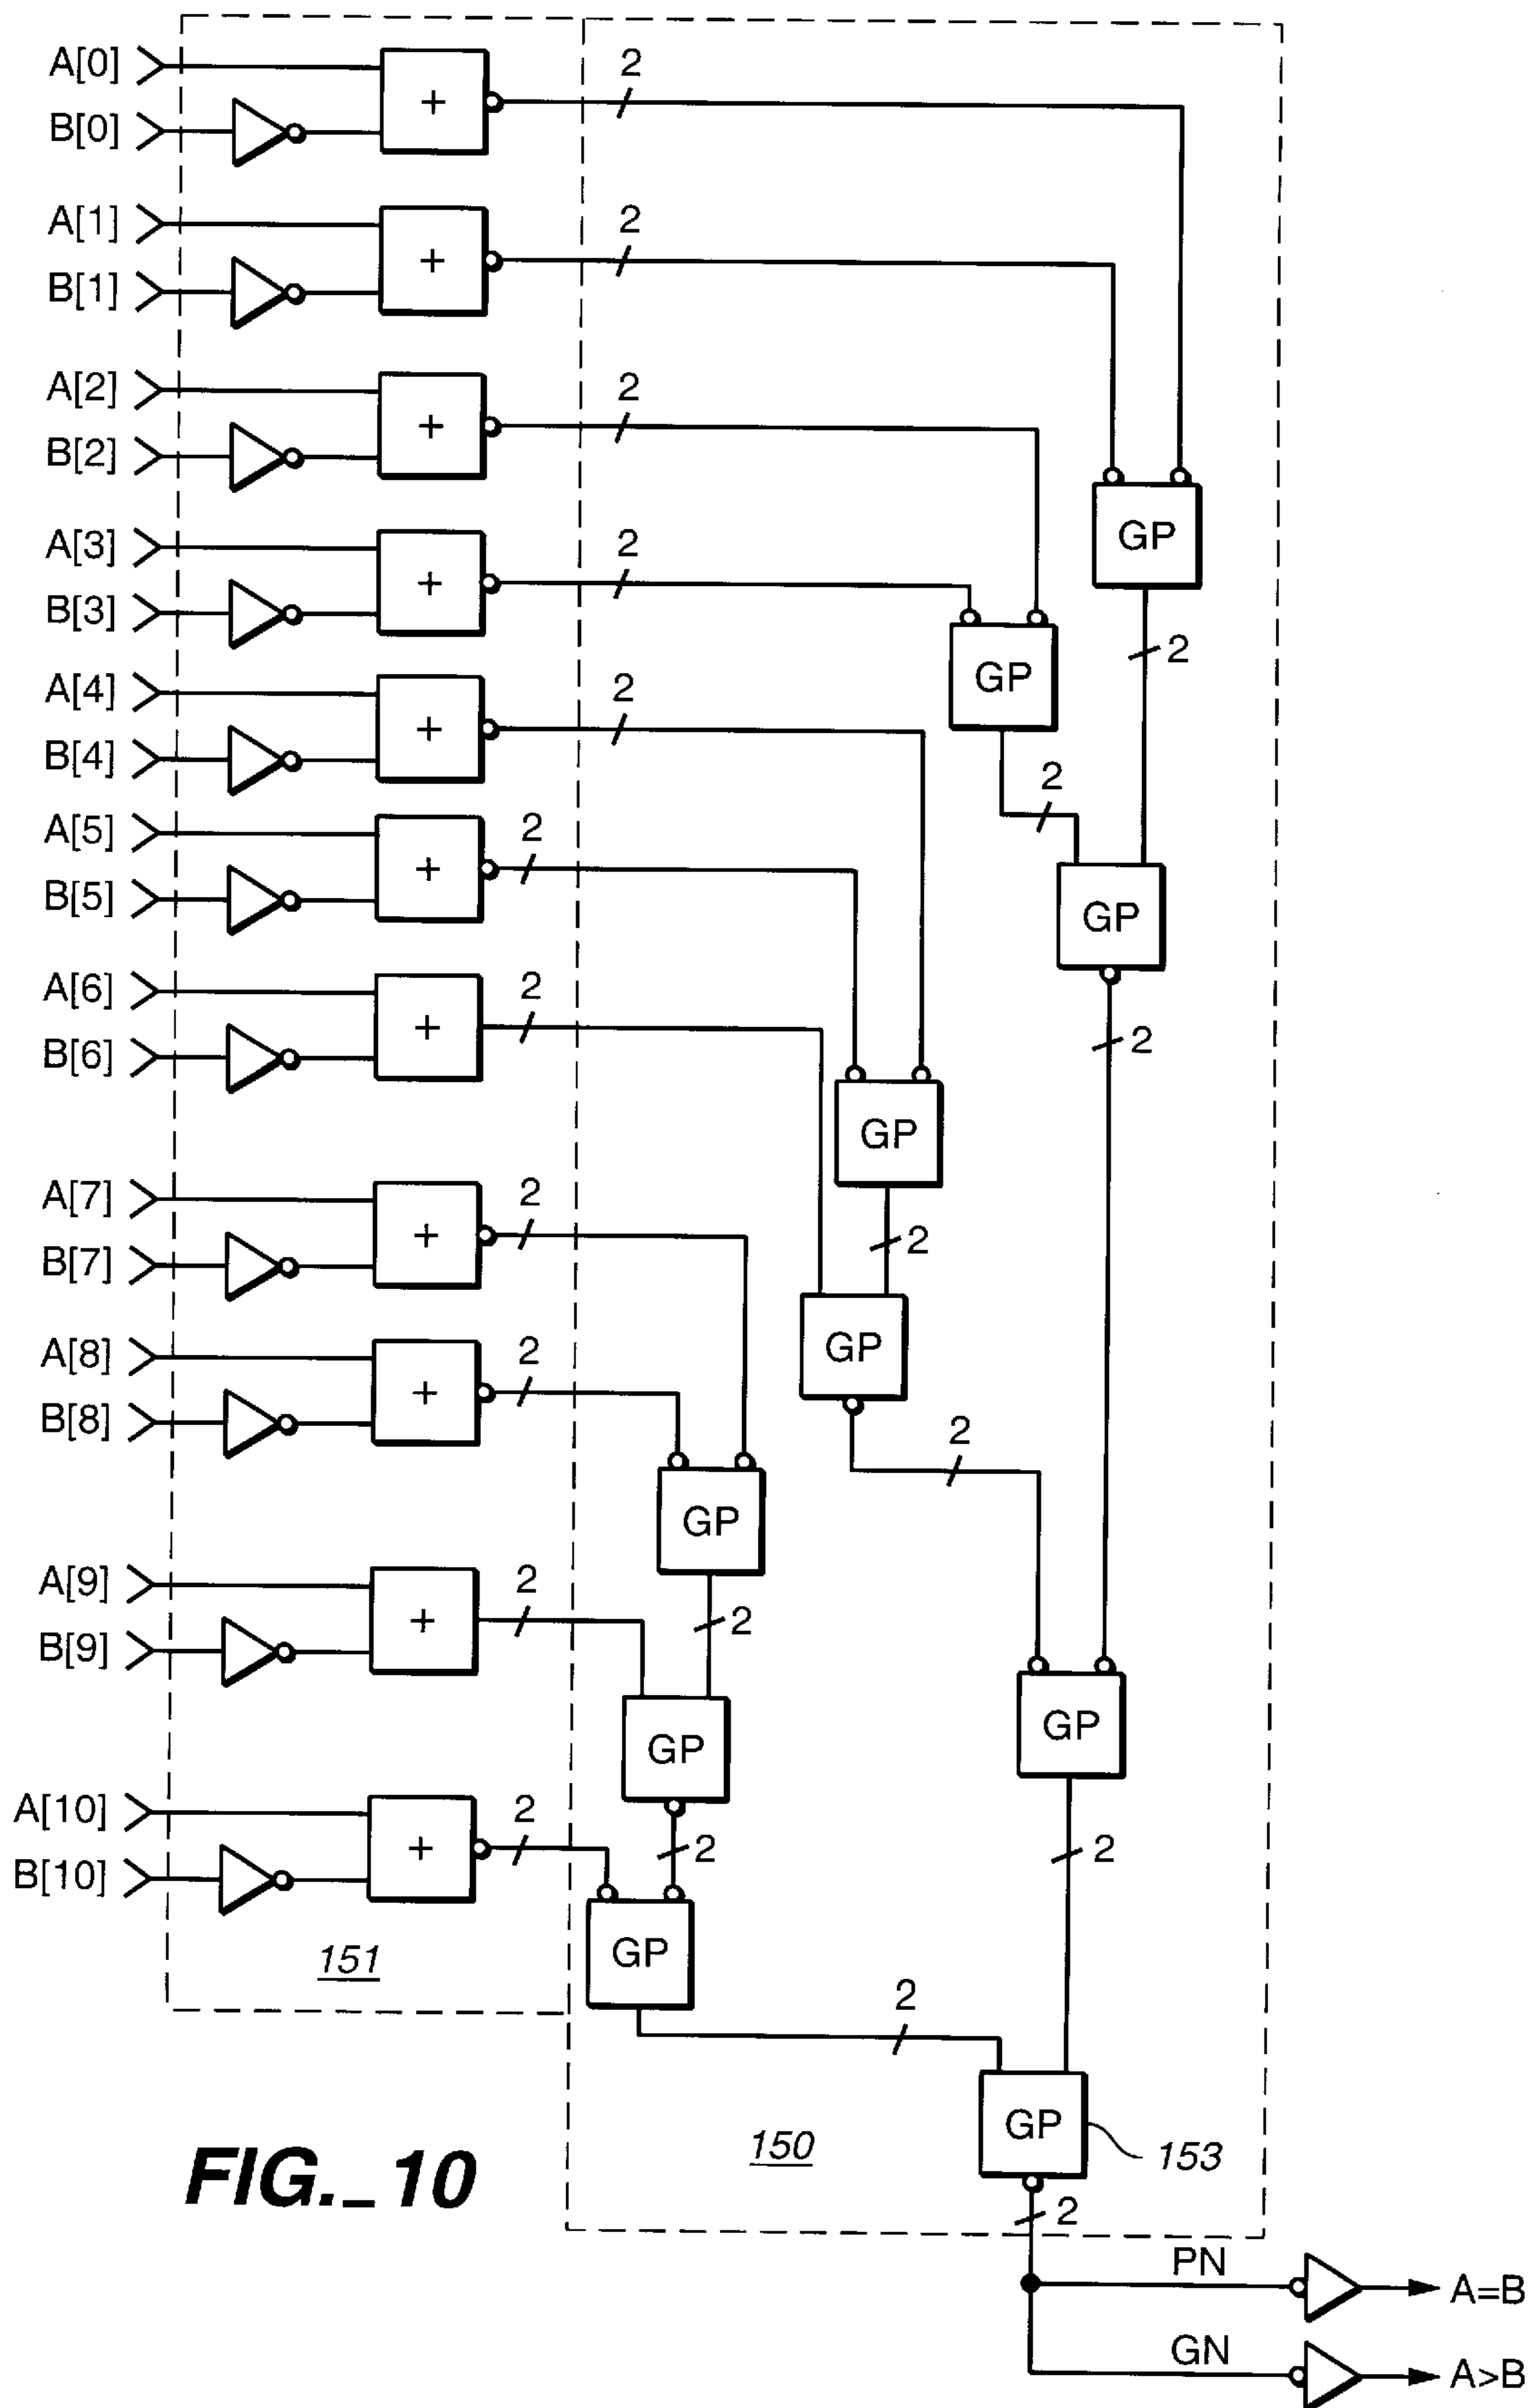 A[0]
2
+
B[0]
A[1]
2
+
B[1]
A[2]
2
+
B[2]
GP
A[3]
2
+
B[3]
2
GP
A[4]
2
+
B[4]
2
A[5]
2
+
B[5]
GP
A[6]
2
+
2
B[6]
GP
A[7]
2
+
2
B[7]
GP
A[8]
2
+
B[8]
2
GP
A[9]
2
+
2
B[9]
GP
GP
A[10]
2
+
2
2
B[10]
GP
151
2
GP
153
150
FIG._10
2
PN
A=B
GN
A>B